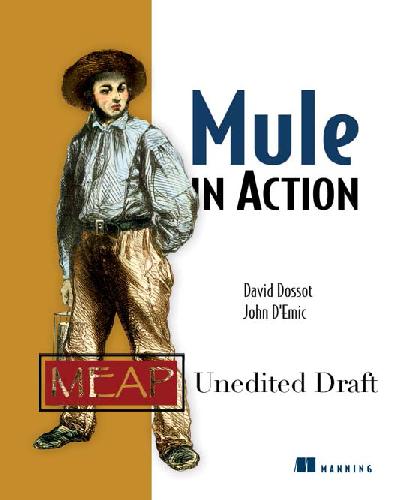 Mule
IN ACTION
David Dossot
John D'Emic
MEAP Unedited Draft
MANNING